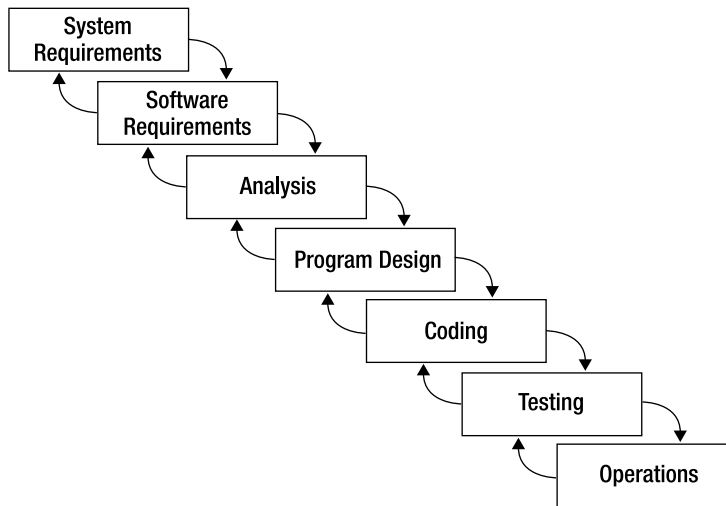 System
Requirements
Software
Requirements
Analysis
Program Design
Coding
Testing
Operations